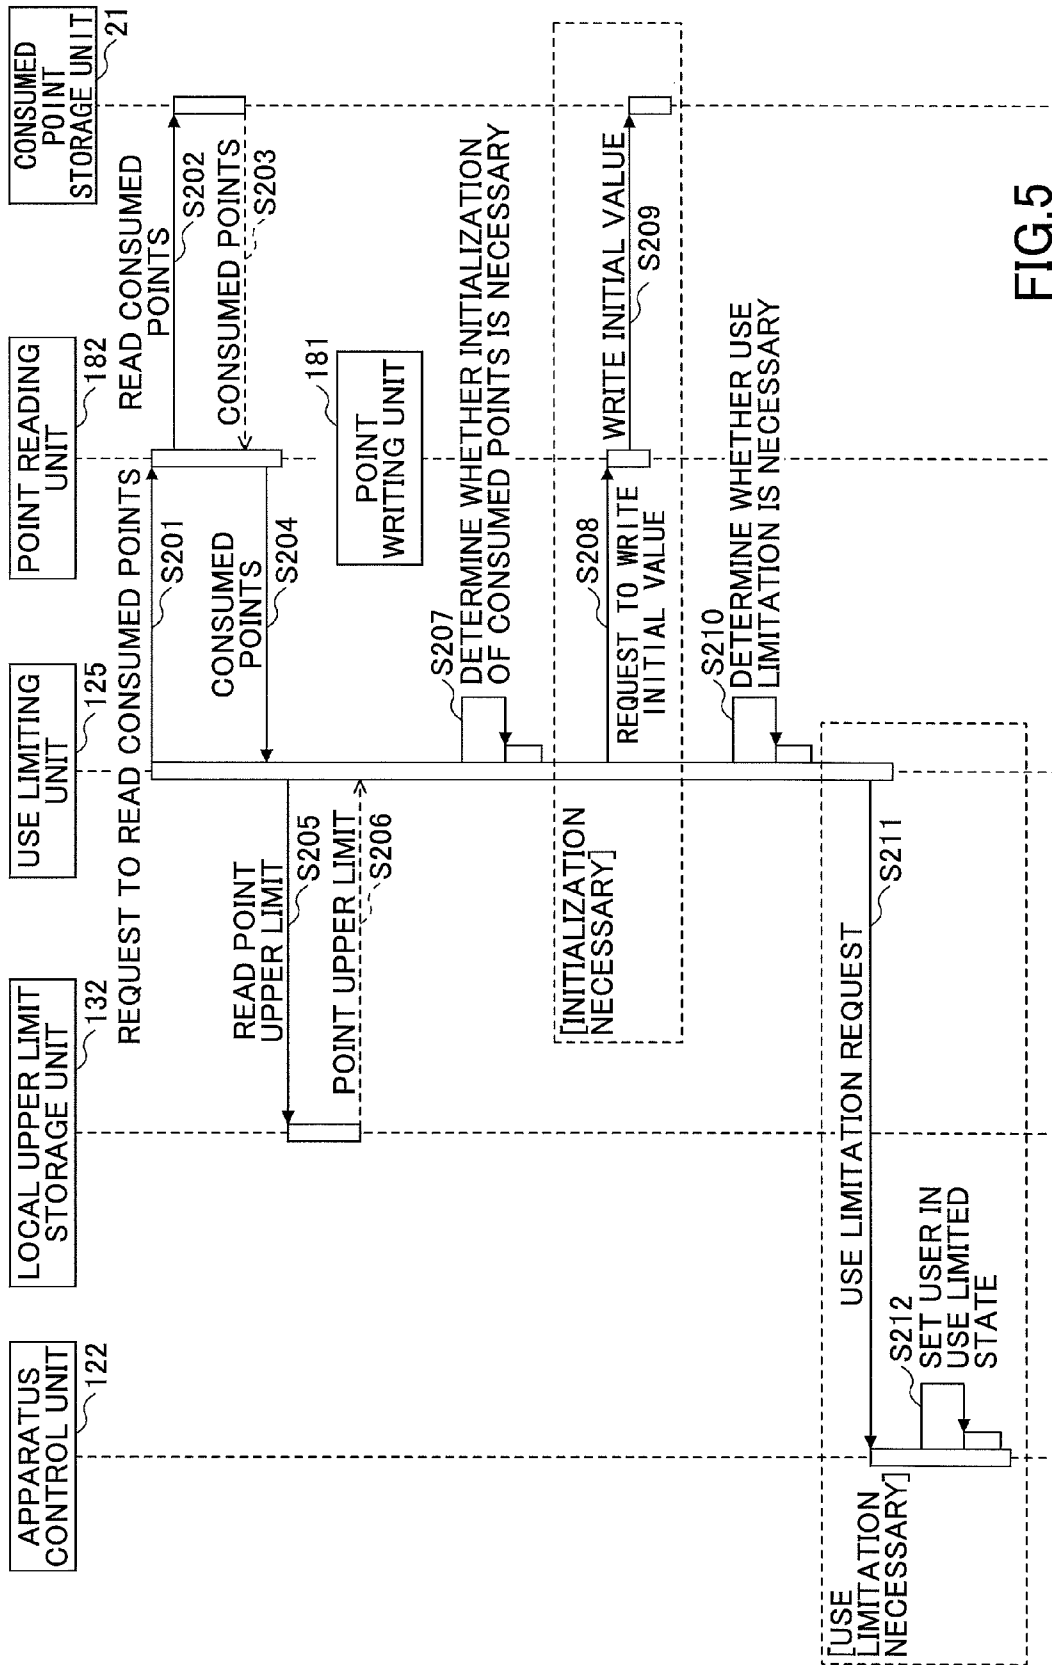 APPARATUS
CONTROL UNIT
122
LOCAL UPPER LIMIT
STORAGE UNIT
132
USE LIMITING
UNIT
125
POINT READING
UNIT
182
CONSUMED
POINT
STORAGE UNIT
21
REQUEST TO READ CONSUMED POINTS
S201
READ CONSUMED
POINTS
S202
CONSUMED POINTS
S203
CONSUMED
POINTS
S204
READ POINT
UPPER LIMIT
S205
POINT UPPER LIMIT
S206
POINT
WRITING UNIT
181
S207
DETERMINE WHETHER INITIALIZATION
OF CONSUMED POINTS IS NECESSARY
[INITIALIZATION
NECESSARY]
S208
REQUEST TO WRITE
INITIAL VALUE
WRITE INITIAL VALUE
S209
S210
DETERMINE WHETHER USE
LIMITATION IS NECESSARY
[USE
LIMITATION
NECESSARY]
USE LIMITATION REQUEST
S211
S212
SET USER IN
USE LIMITED
STATE
FIG.5